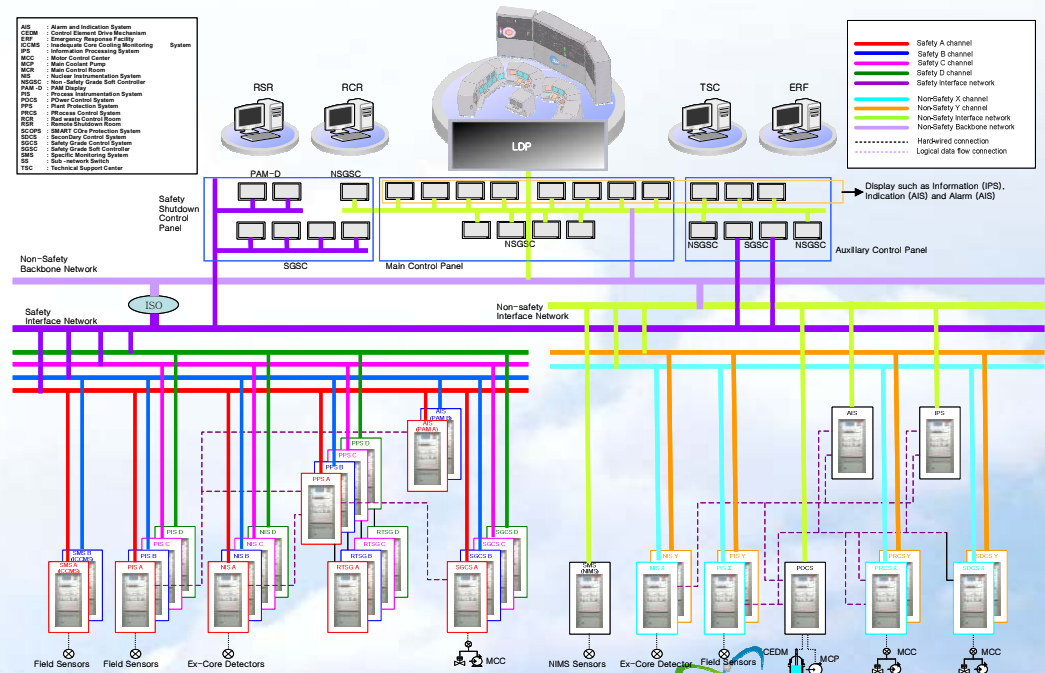 AIS : Alarm and Indication System
CEDM : Control Element Drive Mechanism
ERF : Emergency Response Facility
ICCMS : Inadequate Core Cooling Monitoring System
IPS : Information Processing System
MCC : Motor Control Center
MCP : Main Coolant Pump
MCR : Main Control Room
NIS : Nuclear Instrumentation System
NSGSC : Non -Safety Grade Soft Controller
PAM -D : PAM Display
PIS : Process Instrumentation System
POCS : POwer Control System
PPS : Plant Protection System
PRCS : PRocess Control System
RCR : Rad waste Control Room
RSR : Remote Shutdown Room
SCOPS : SMART COre Protection System
SDCS : SeconDary Control System
SGCS : Safety Grade Control System
SGSC : Safety Grade Soft Controller
SMS : Specific Monitoring System
SS : Sub -network Switch
TSC : Technical Support Center
RSR
RCR
LDP
TSC
ERF
Safety A channel
Safety B channel
Safety C channel
Safety D channel
Safety Interface network
Non-Safety X channel
Non-Safety Y channel
Non-Safety Interface network
Non-Safety Backbone network
Hard-wired connection
Logical data flow connection
PAM-D
NSGSC
Safety
Shutdown
Control
Panel
SGSC
Main Control Panel
NSGSC
NSGSC
SGSC
NSGSC
Auxiliary Control Panel
Display such as Information (IPS),
Indication (AIS) and Alarm (AIS)
Non-Safety
Backbone Network
ISO
Safety
Interface Network
Non-safety
Interface Network
AIS
(PAM B)
AIS
(PAM A)
AIS
IPS
PPS D
PPS C
PPS B
PPS A
SMS B
(ICCMS)
SMS A
(ICCMS)
PIS D
PIS C
PIS B
PIS A
NIS D
NIS C
NIS B
NIS A
RTSG D
RTSG C
RTSG B
RTSG A
SGCS D
SGCS C
SGCS B
SGCS A
SMS
(NIMS)
NIS Y
NIS X
PIS Y
PIS X
POCS
PRCS Y
PRCS X
SDCS Y
SDCS X
Field Sensors
Field Sensors
Ex-Core Detectors
MCC
NIMS Sensors
Ex-Core Detector
Field Sensors
CEDM
MCP
MCC
MCC